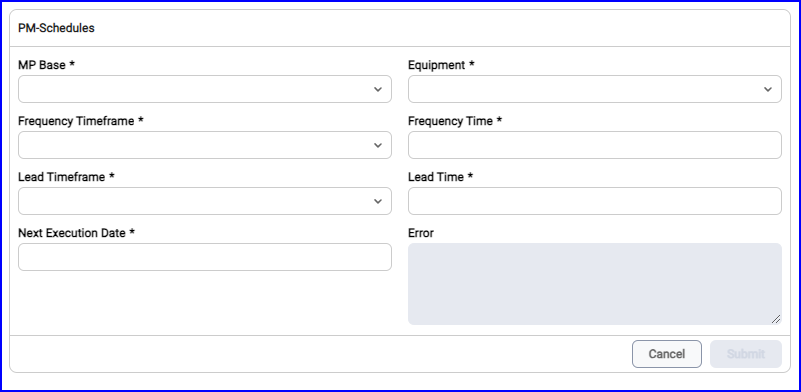 PM-Schedules
MP Base *
Equipment *
Frequency Timeframe *
Frequency Time *
Lead Timeframe *
Lead Time *
Next Execution Date *
Error
Cancel
Submit